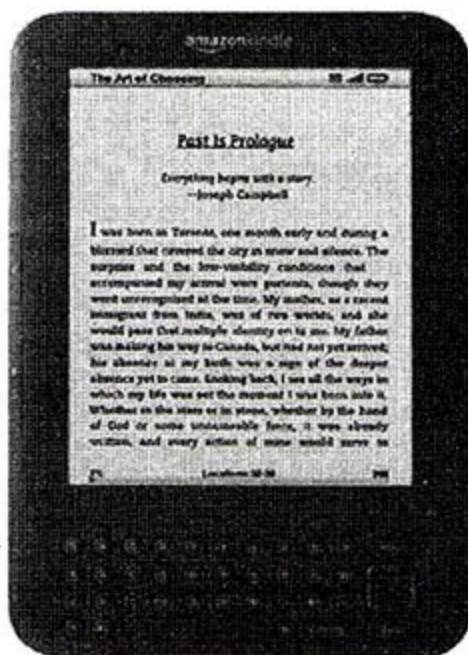 amazonkindle
The Art of Choosing
Past Is Prologue
Everything begins with a story.
—Joseph Campbell
I was born in Toronto, one month early and during a
blizzard that covered the city in snow and silence. The
surprise and the low-visibility conditions that
accompanied my arrival were portents, though they
went unrecognized at the time. My mother, as a recent
immigrant from India, was of two worlds, and she
would pass that multiple identity on to me. My father
was making his way to Canada, but had not yet arrived;
his absence at my birth was a sign of the deeper
absence yet to come. Looking back, I see all the ways in
which my life was set the moment I was born into it.
Whether in the stars or in stone, whether by the hand
of God or some unnameable force, it was already
written, and every action of mine would serve to
Locations